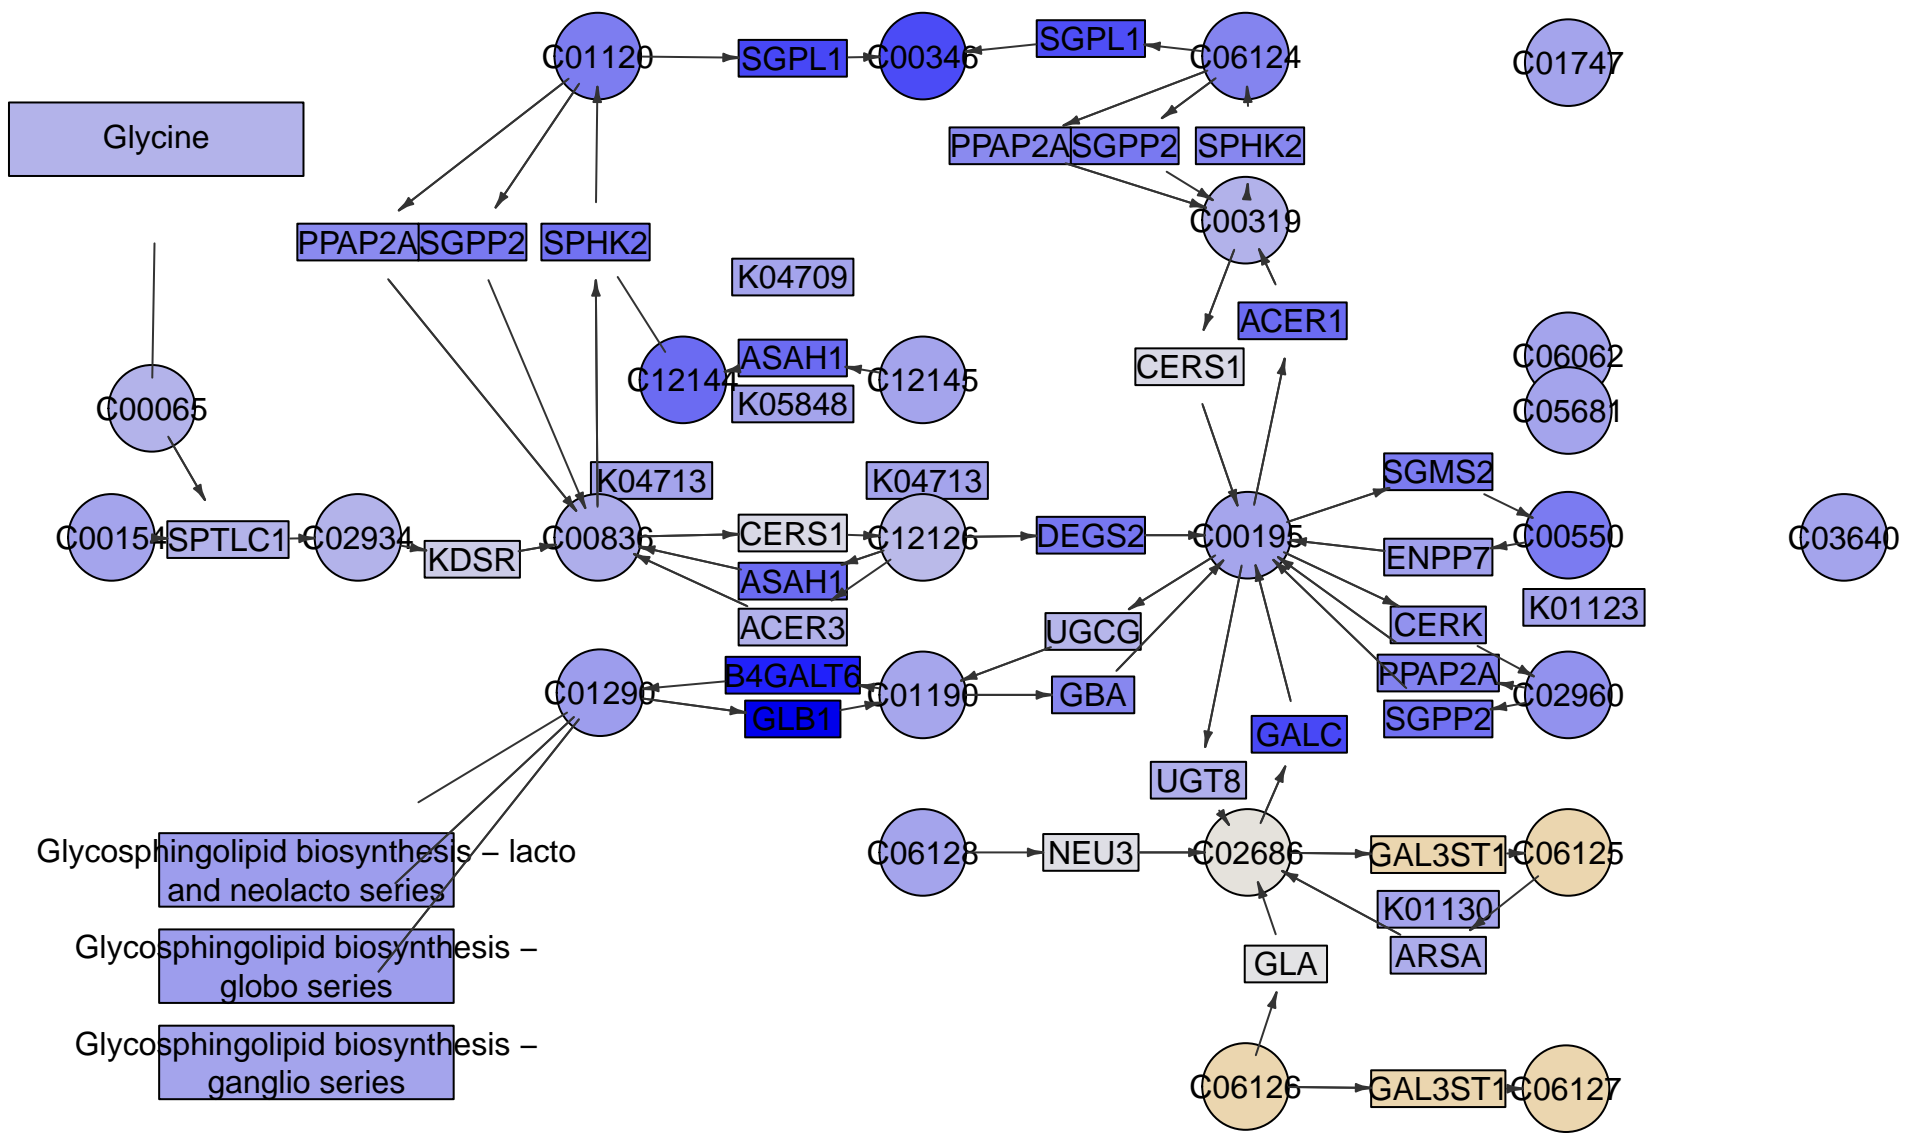 C01120
SGPL1
C00346
SGPL1
C06124
C01747
Glycine
PPAP2A
SGPP2
SPHK2
C00319
PPAP2A
SGPP2
SPHK2
K04709
ACER1
C12144
ASAH1
K05848
C12145
CERS1
C06062
C05681
C00065
K04713
K04713
SGMS2
C00154
SPTLC1
C02934
KDSR
C00836
CERS1
C12126
DEGS2
C00195
ENPP7
C00550
C03640
ASAH1
ACER3
UGCG
CERK
K01123
C01290
B4GALT6
GLB1
C01190
GBA
PPAP2A
SGPP2
C02960
GALC
UGT8
Glycosphingolipid biosynthesis – lacto
and neolacto series
C06128
NEU3
C02686
GAL3ST1
C06125
K01130
ARSA
Glycosphingolipid biosynthesis –
globo series
GLA
Glycosphingolipid biosynthesis –
ganglio series
C06126
GAL3ST1
C06127